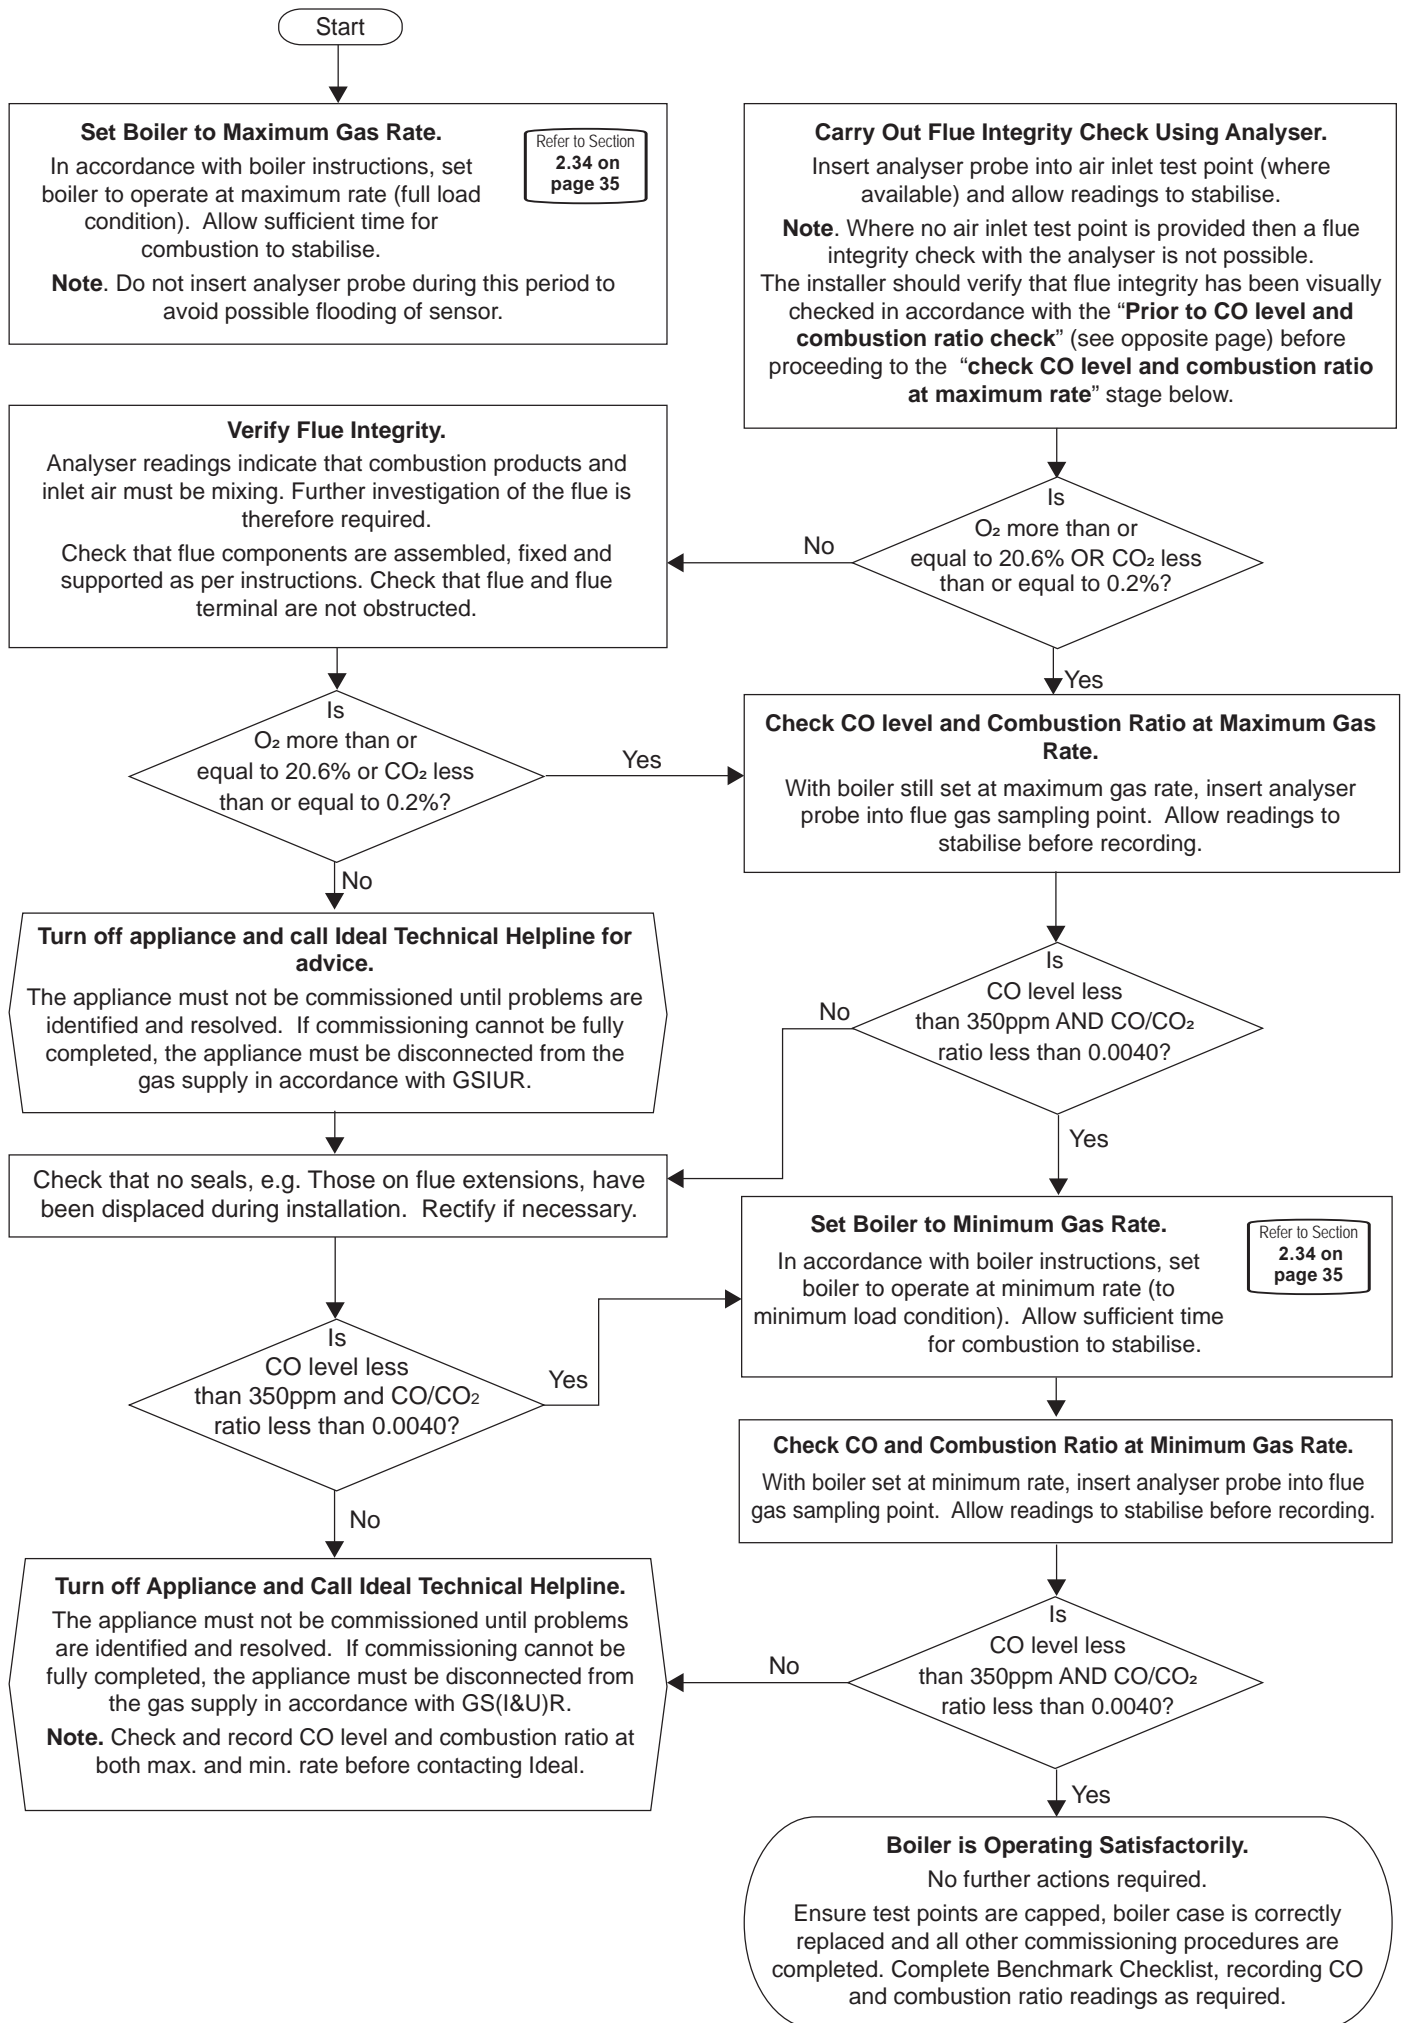 Start
Set Boiler to Maximum Gas Rate.
In accordance with boiler instructions, set
boiler to operate at maximum rate (full load
condition). Allow sufficient time for
combustion to stabilise.
Note. Do not insert analyser probe during this period to
avoid possible flooding of sensor.
Refer to Section
2.34 on
page 35
Carry Out Flue Integrity Check Using Analyser.
Insert analyser probe into air inlet test point (where
available) and allow readings to stabilise.
Note. Where no air inlet test point is provided then a flue
integrity check with the analyser is not possible.
The installer should verify that flue integrity has been visually
checked in accordance with the “Prior to CO level and
combustion ratio check” (see opposite page) before
proceeding to the “check CO level and combustion ratio
at maximum rate” stage below.
Is
O₂ more than or
equal to 20.6% OR CO₂ less
than or equal to 0.2%?
No
Yes
Verify Flue Integrity.
Analyser readings indicate that combustion products and
inlet air must be mixing. Further investigation of the flue is
therefore required.
Check that flue components are assembled, fixed and
supported as per instructions. Check that flue and flue
terminal are not obstructed.
Is
O₂ more than or
equal to 20.6% or CO₂ less
than or equal to 0.2%?
Yes
No
Check CO level and Combustion Ratio at Maximum Gas
Rate.
With boiler still set at maximum gas rate, insert analyser
probe into flue gas sampling point. Allow readings to
stabilise before recording.
Turn off appliance and call Ideal Technical Helpline for
advice.
The appliance must not be commissioned until problems are
identified and resolved. If commissioning cannot be fully
completed, the appliance must be disconnected from the
gas supply in accordance with GSIUR.
Is
CO level less
than 350ppm AND CO/CO₂
ratio less than 0.0040?
No
Yes
Check that no seals, e.g. Those on flue extensions, have
been displaced during installation. Rectify if necessary.
Set Boiler to Minimum Gas Rate.
In accordance with boiler instructions, set
boiler to operate at minimum rate (to
minimum load condition). Allow sufficient time
for combustion to stabilise.
Refer to Section
2.34 on
page 35
Is
CO level less
than 350ppm and CO/CO₂
ratio less than 0.0040?
Yes
No
Check CO and Combustion Ratio at Minimum Gas Rate.
With boiler set at minimum rate, insert analyser probe into flue
gas sampling point. Allow readings to stabilise before recording.
Turn off Appliance and Call Ideal Technical Helpline.
The appliance must not be commissioned until problems
are identified and resolved. If commissioning cannot be
fully completed, the appliance must be disconnected from
the gas supply in accordance with GS(I&U)R.
Note. Check and record CO level and combustion ratio at
both max. and min. rate before contacting Ideal.
Is
CO level less
than 350ppm AND CO/CO₂
ratio less than 0.0040?
No
Yes
Boiler is Operating Satisfactorily.
No further actions required.
Ensure test points are capped, boiler case is correctly
replaced and all other commissioning procedures are
completed. Complete Benchmark Checklist, recording CO
and combustion ratio readings as required.